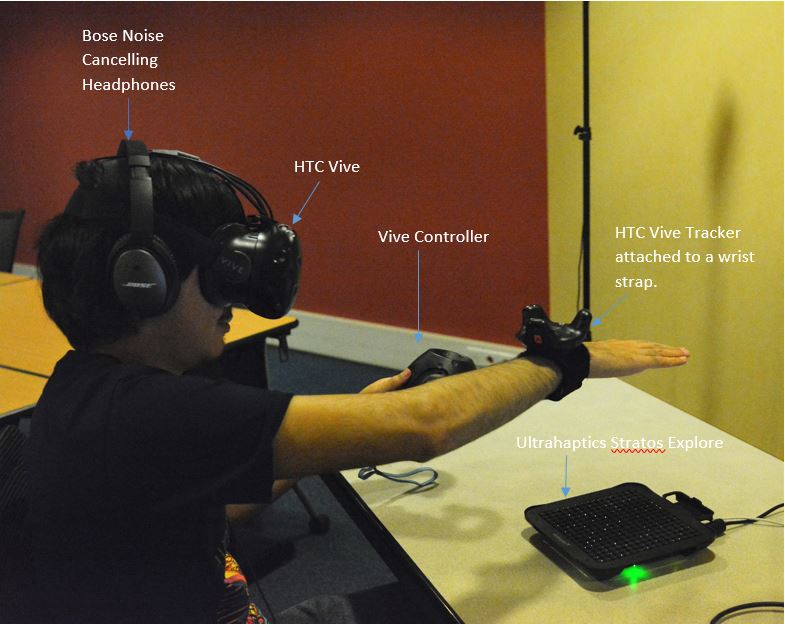 Bose Noise
Cancelling
Headphones
HTC Vive
Vive Controller
HTC Vive Tracker
attached to a wrist
strap.
VIVE
BOSE
Ultrahaptics Stratos Explore